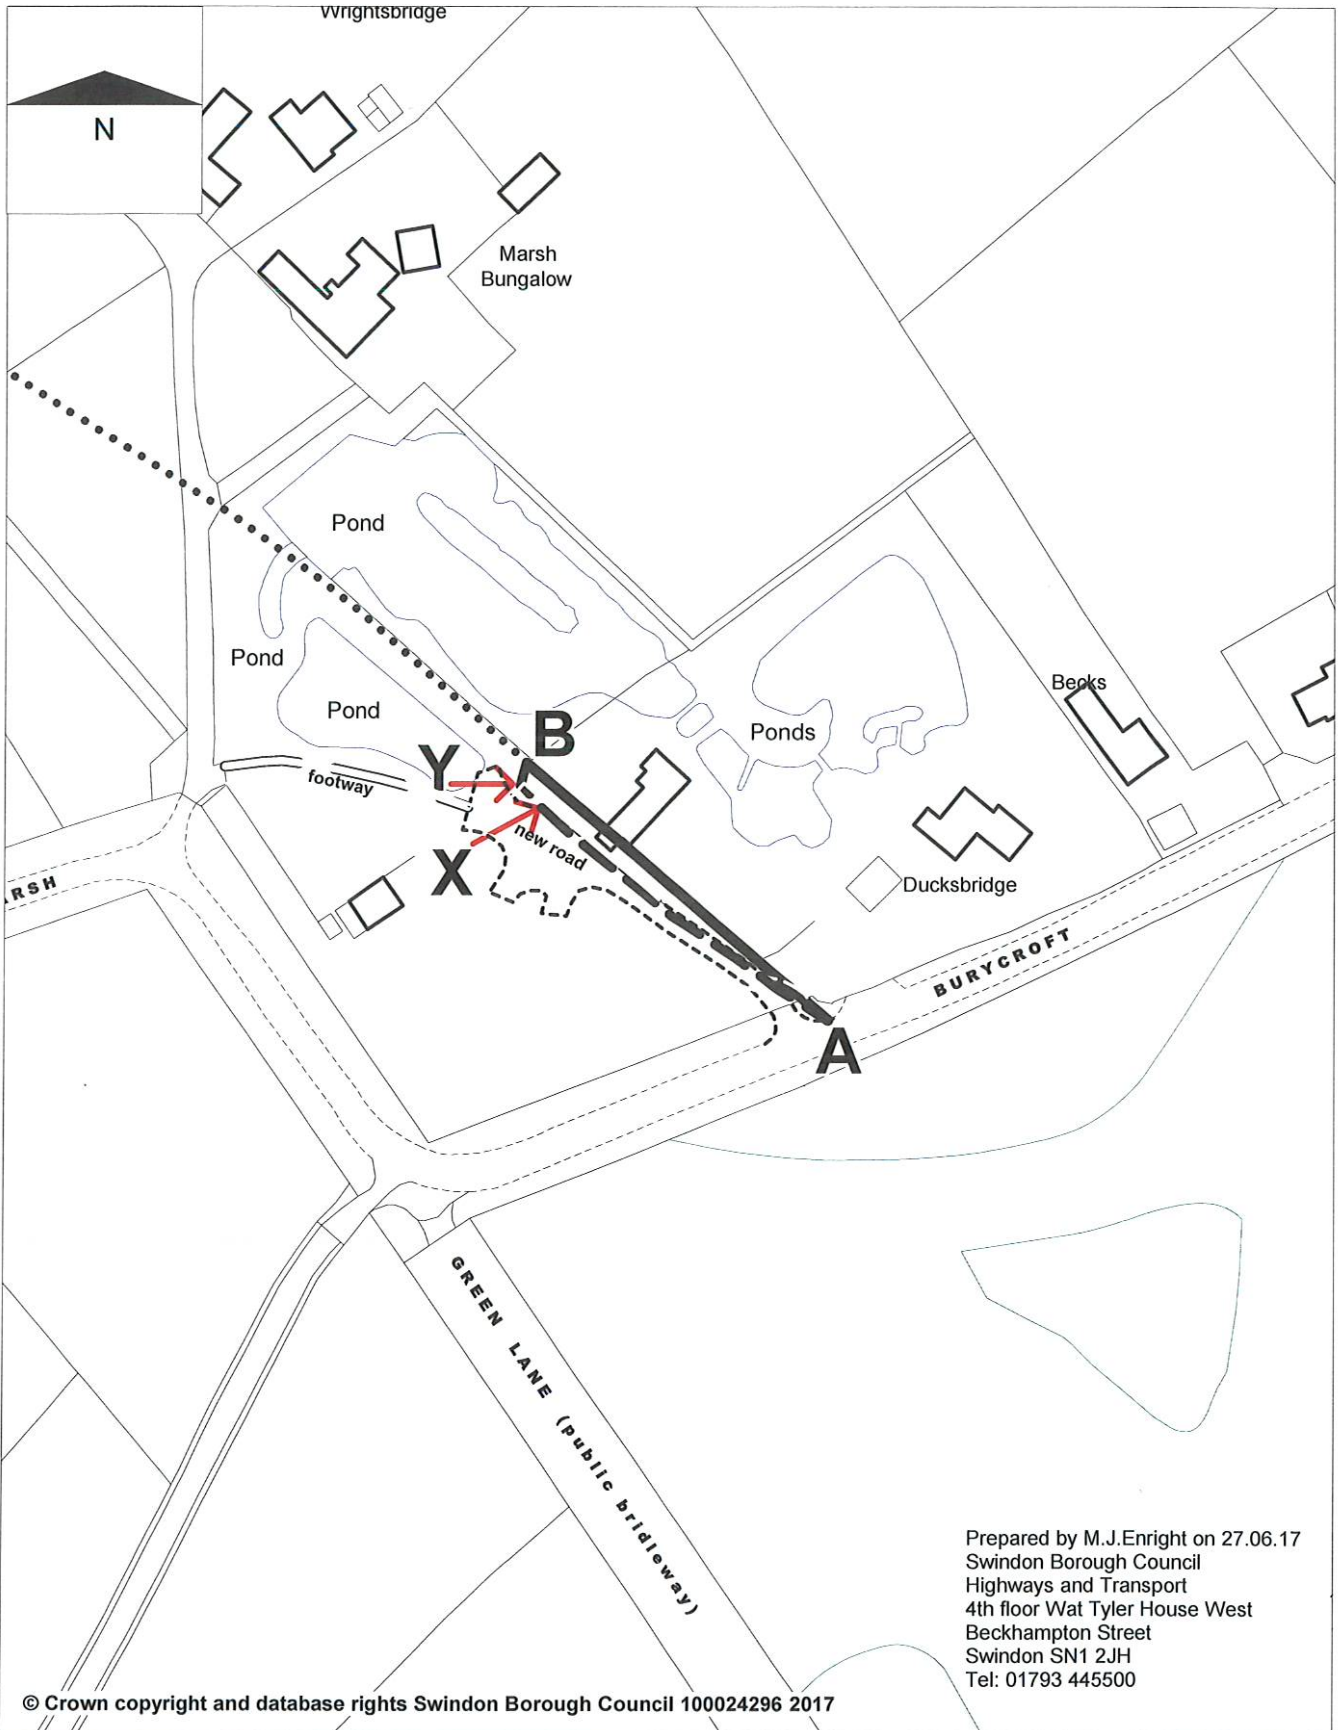 Wrightsbridge
N
Marsh
Bungalow
Pond
Pond
Pond
Ponds
Becks
B
Y
footway
new road
X
Ducksbridge
ARSH
BURYCROFT
A
GREEN LANE (public bridleway)
Prepared by M.J.Enright on 27.06.17
Swindon Borough Council
Highways and Transport
4th floor Wat Tyler House West
Beckhampton Street
Swindon SN1 2JH
Tel: 01793 445500
© Crown copyright and database rights Swindon Borough Council 100024296 2017